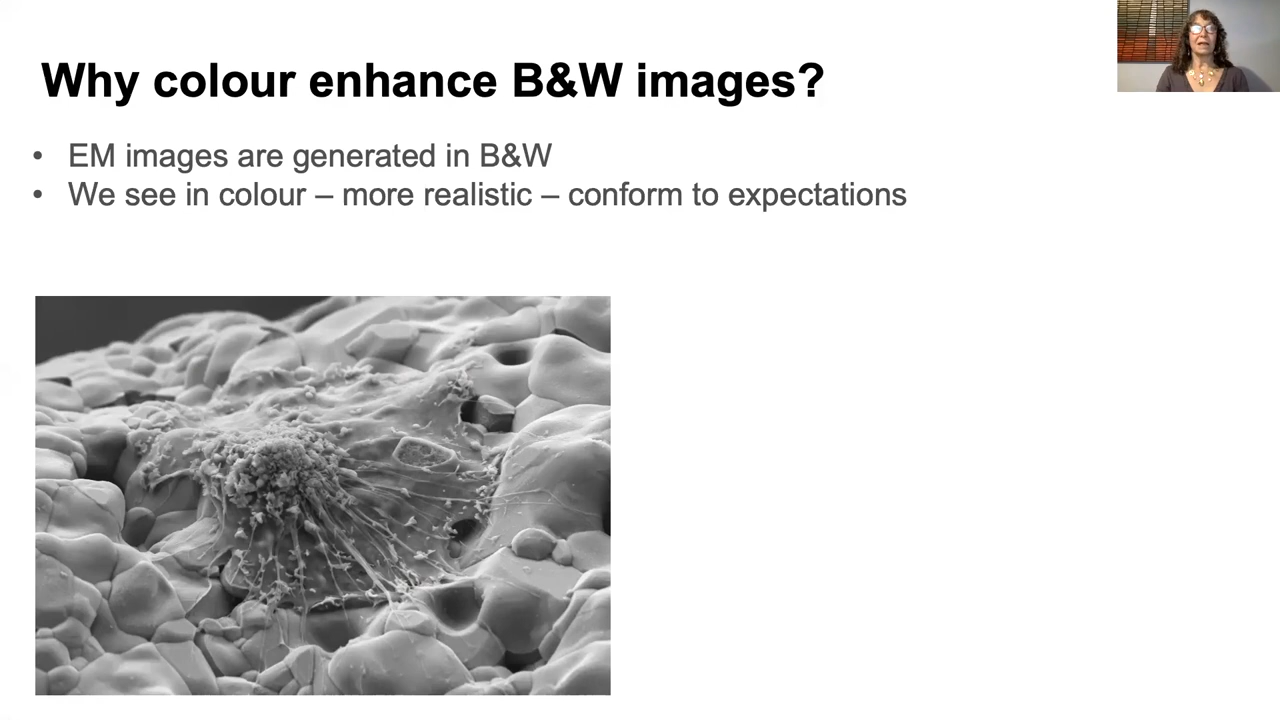 Why colour enhance B&W images?
• EM images are generated in B&W
• We see in colour – more realistic – conform to expectations